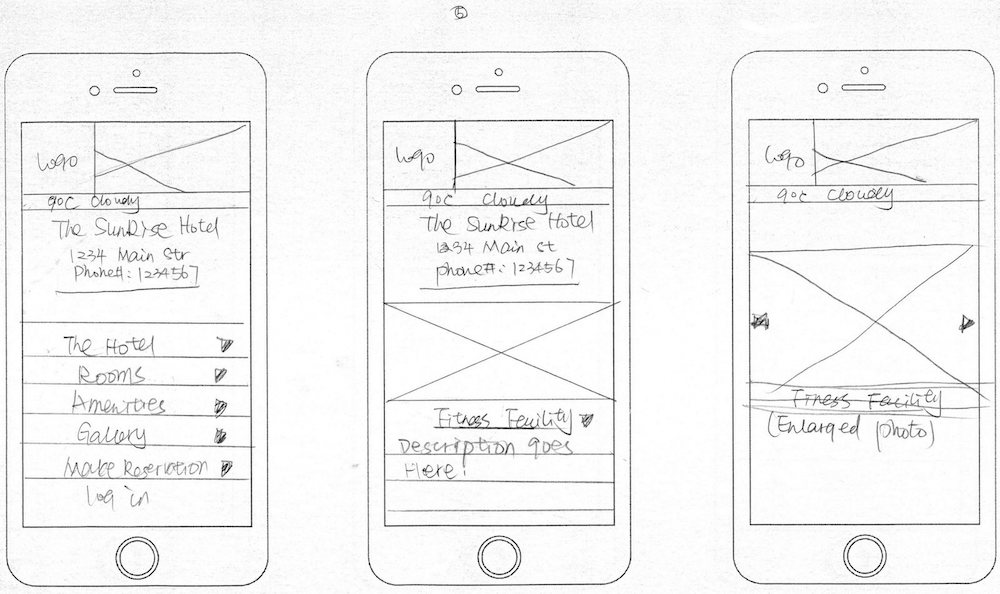 5
Logo
90c Cloudy
The SunRise Hotel
1234 Main Str
Phone#: 1234567
The Hotel
Rooms
Amenities
Gallery
Make Reservation
log in
Logo
90c Cloudy
The SunRise Hotel
1234 Main St
phone#: 1234567
Fitness Fecility
Description goes
Here!
Logo
90c Cloudy
Fitness Fecility
(Enlarged photo)